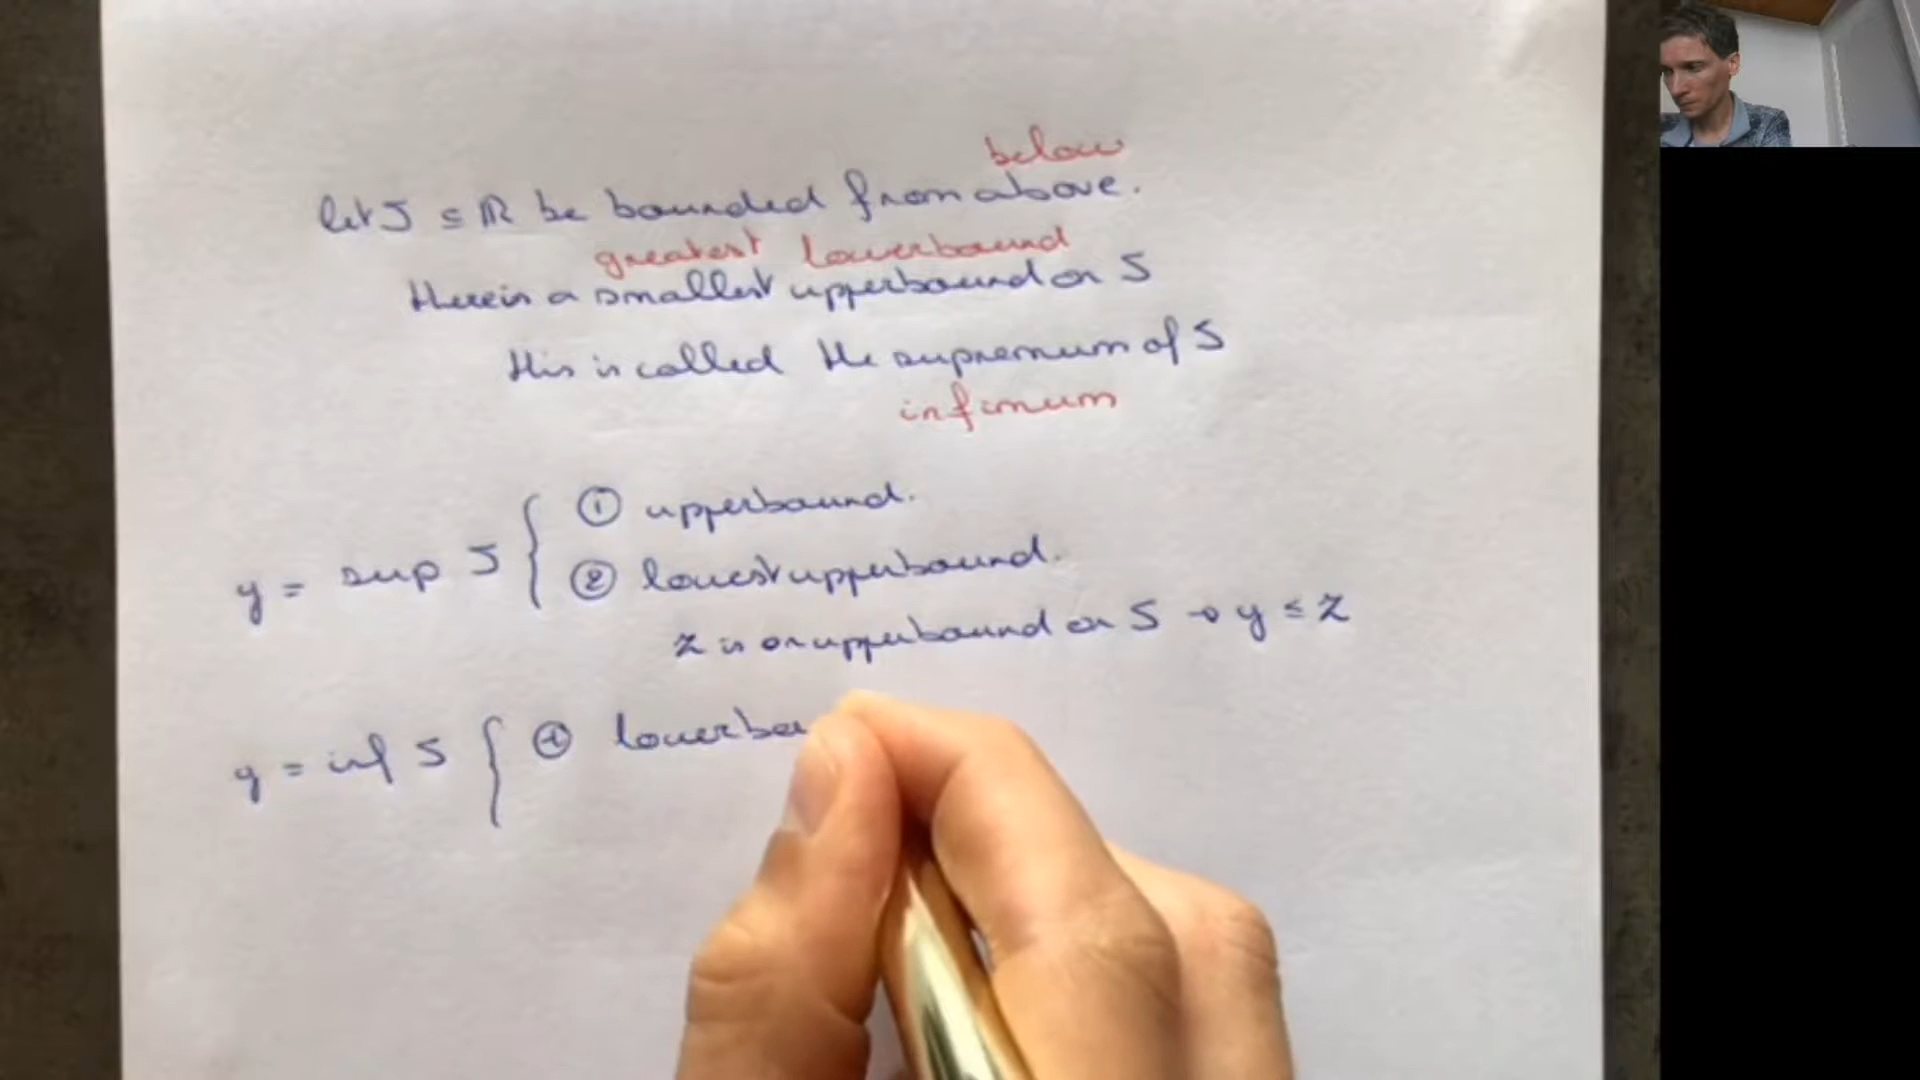 below
let S ⊆ ℝ be bounded from above.
greatest lowerbound
there is a smallest upperbound on S
this is called the supremum of S
infimum
y = sup S { ① upperbound.
② lowest upperbound.
z is an upperbound on S → y ≤ z
y = inf S { ① lowerbou